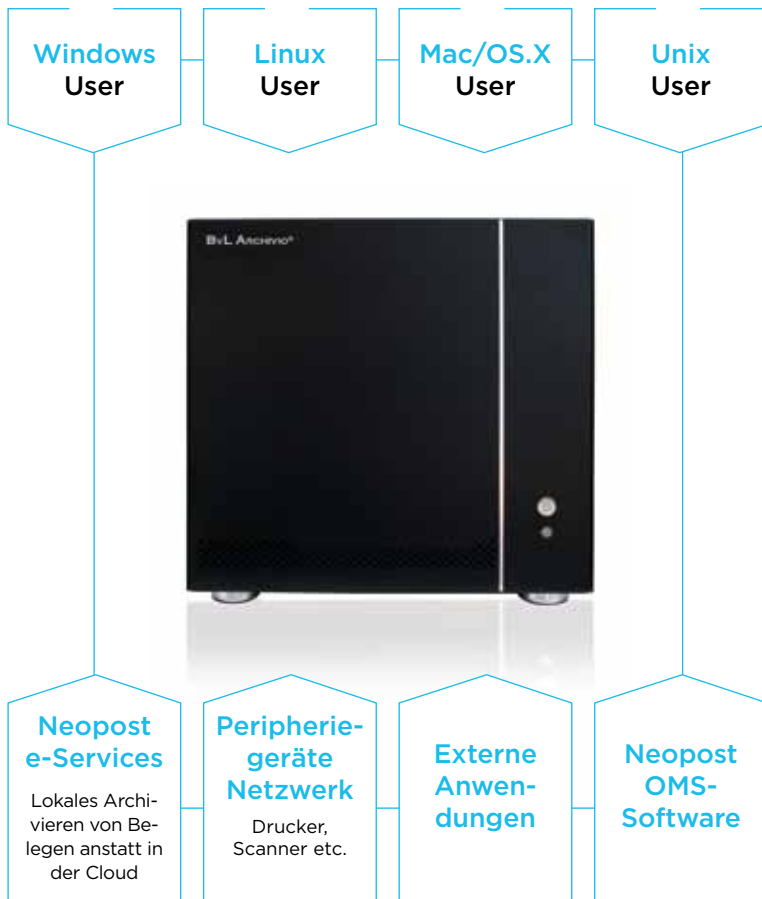 Windows
User
Linux
User
Mac/OS.X
User
Unix
User
BvL Archivio®
Neopost
e-Services
Lokales Archi-
vieren von Be-
legen anstatt in
der Cloud
Peripherie-
geräte
Netzwerk
Drucker,
Scanner etc.
Externe
Anwen-
dungen
Neopost
OMS-
Software